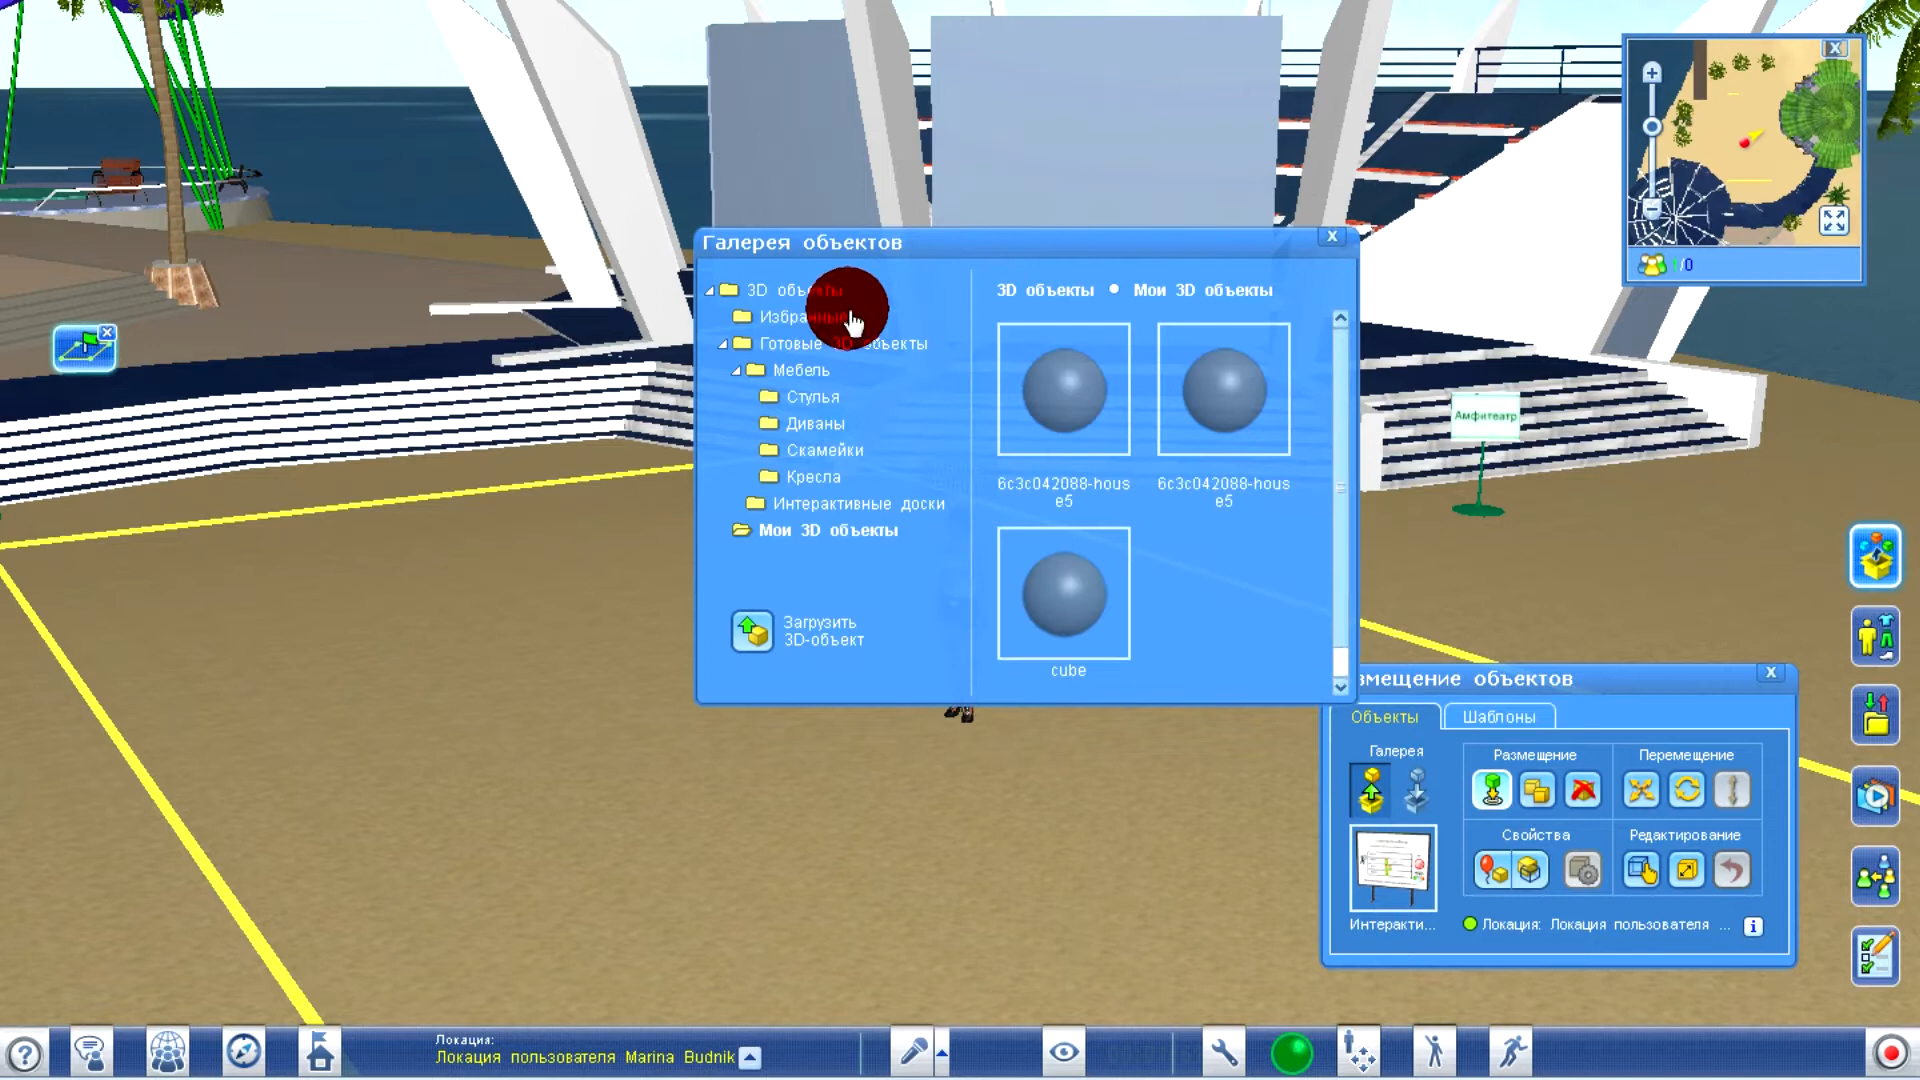 Галерея объектов
3D объекты
Избранные
Готовые 3D объекты
Мебель
Стулья
Диваны
Скамейки
Кресла
Интерактивные доски
Мои 3D объекты
Загрузить
3D-объект
3D объекты • Мои 3D объекты
6c3c042088-hous
e5
6c3c042088-hous
e5
cube
Амфитеатр
/0
змещение объектов
Объекты
Шаблоны
Галерея
Размещение
Перемещение
Свойства
Редактирование
Интеракти...
Локация: Локация пользователя ...
Локация:
Локация пользователя Marina Budnik